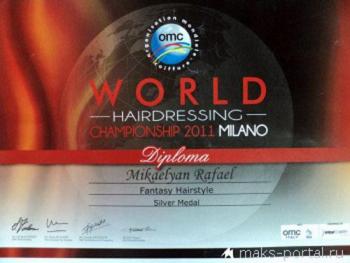 organisation mondiale coiffure
omc
WORLD
HAIRDRESSING
CHAMPIONSHIP 2011 MILANO
Diploma
Mikaelyan Rafael
Fantasy Hairstyle
Silver Medal
omc
maks-portal.ru